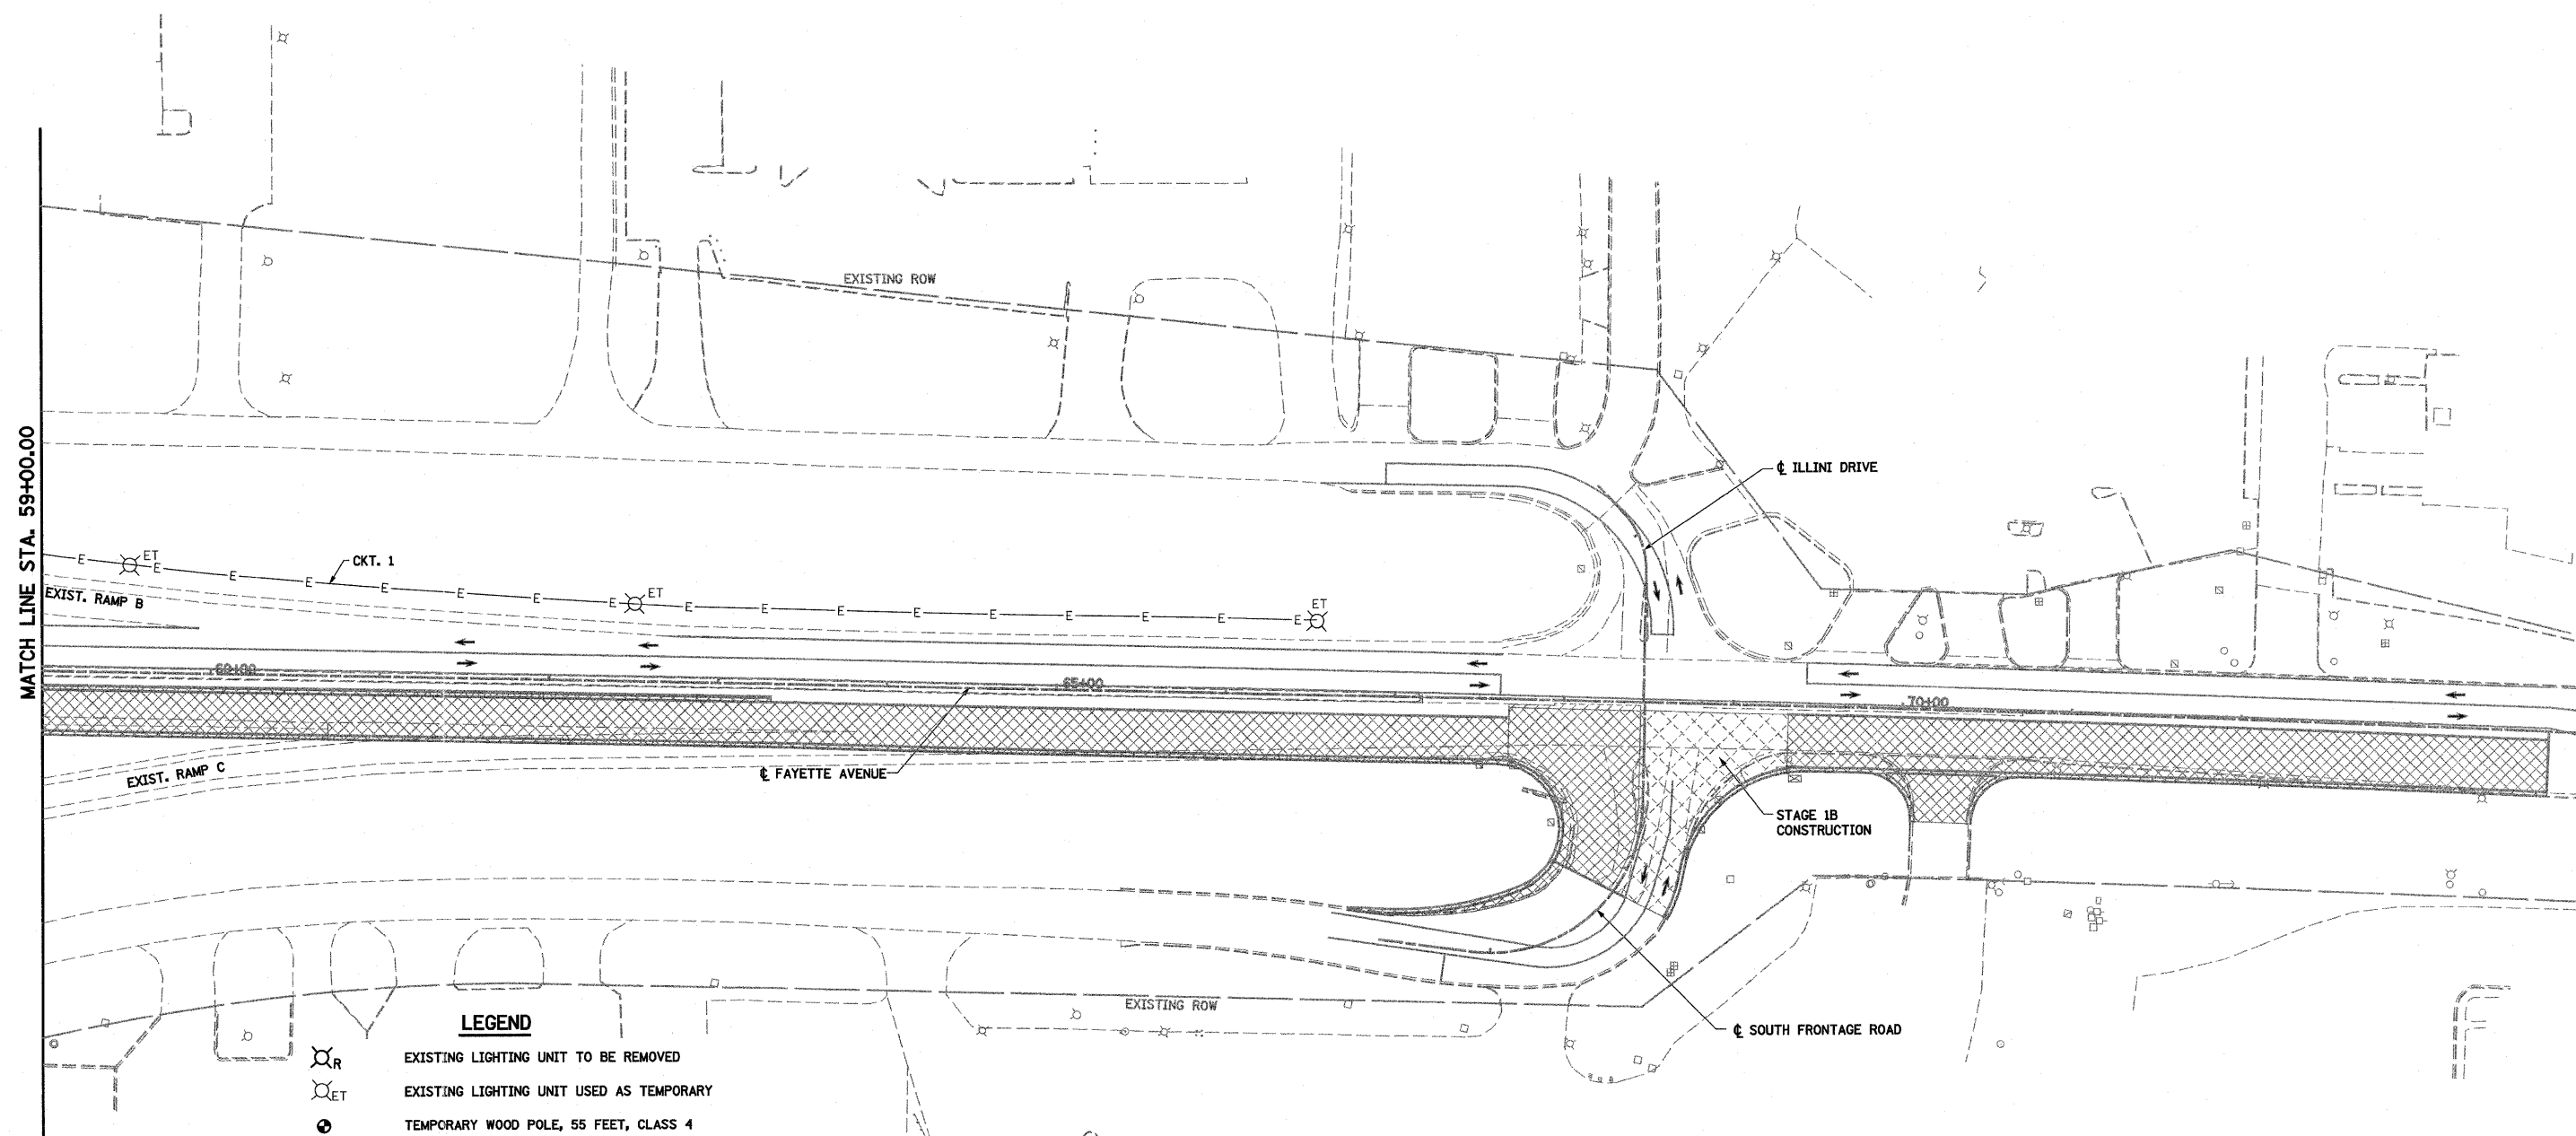 EXISTING ROW
MATCH LINE STA. 59+00.00
℄ ILLINI DRIVE
ET
CKT. 1
E E E E E E E E
ET
E E E E E E E E E
ET
EXIST. RAMP B
60+00
65+00
70+00
EXIST. RAMP C
℄ FAYETTE AVENUE
STAGE 1B
CONSTRUCTION
EXISTING ROW
℄ SOUTH FRONTAGE ROAD
LEGEND
R EXISTING LIGHTING UNIT TO BE REMOVED
ET EXISTING LIGHTING UNIT USED AS TEMPORARY
TEMPORARY WOOD POLE, 55 FEET, CLASS 4